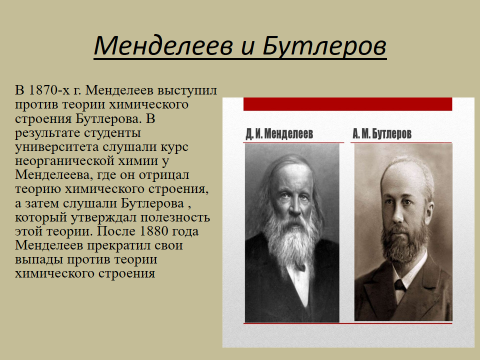 Менделеев и Бутлеров
В 1870-х г. Менделеев выступил
против теории химического
строения Бутлерова. В
результате студенты
университета слушали курс
неорганической химии у
Менделеева, где он отрицал
теорию химического строения,
а затем слушали Бутлерова ,
который утверждал полезность
этой теории. После 1880 года
Менделеев прекратил свои
выпады против теории
химического строения
Д. И. Менделеев
А. М. Бутлеров